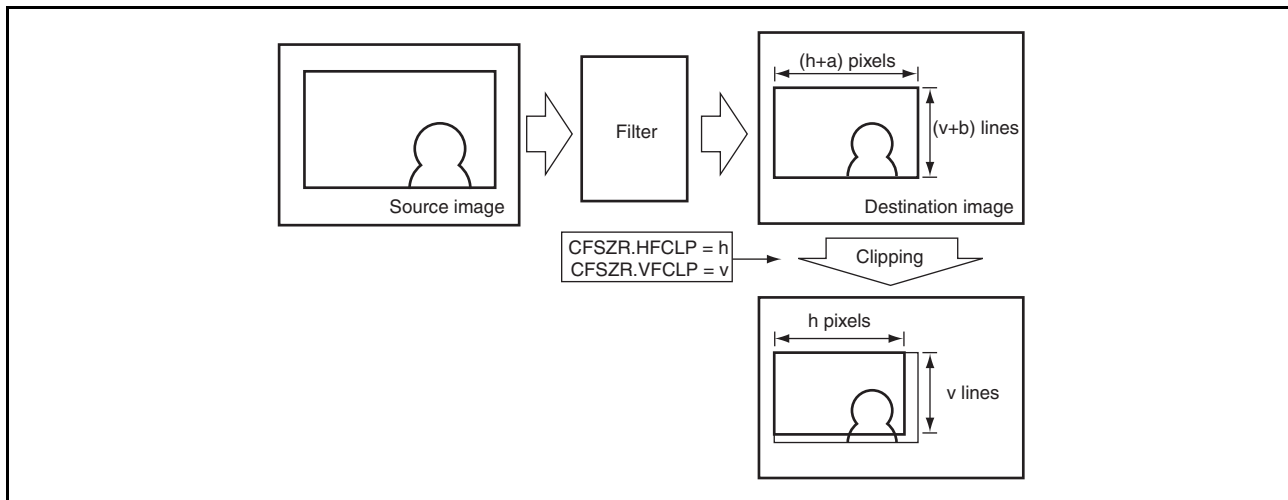 Source image
Filter
(h+a) pixels
(v+b) lines
Destination image
CFSZR.HFCLP = h
CFSZR.VFCLP = v
Clipping
h pixels
v lines